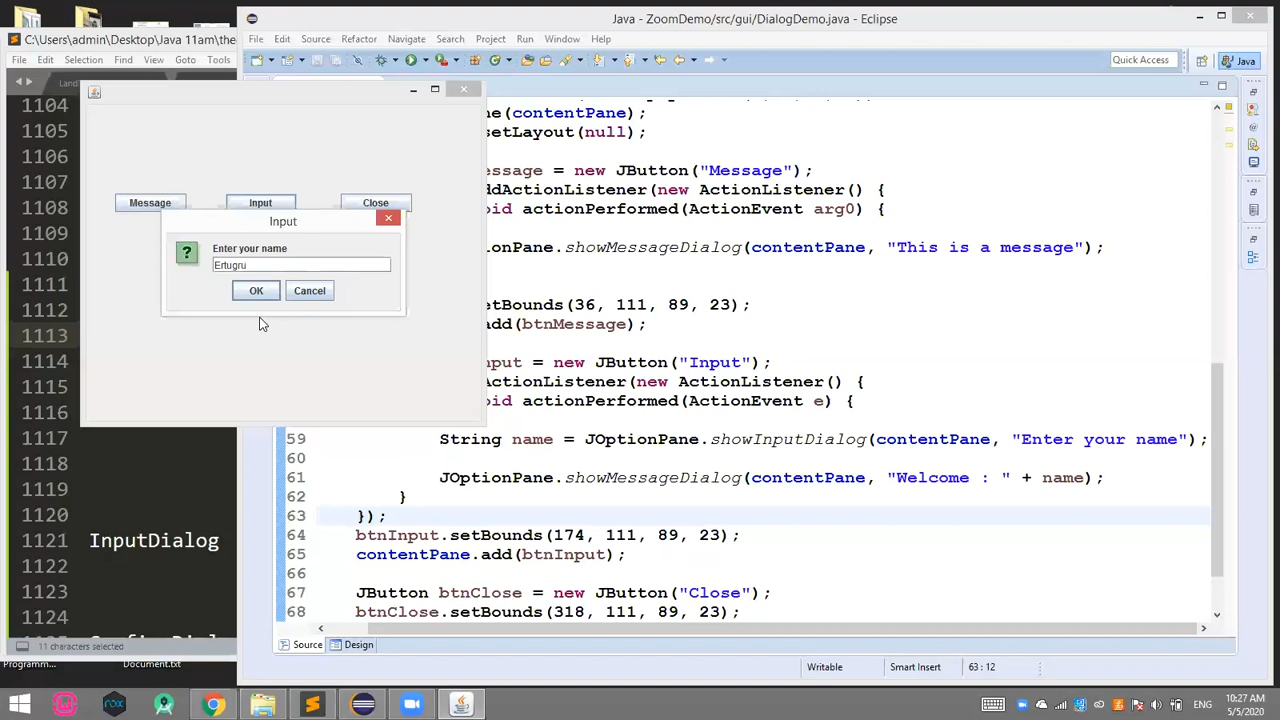 Java - ZoomDemo/src/gui/DialogDemo.java - Eclipse
C:\Users\admin\Desktop\Java 11am\the
File Edit Selection Find View Goto Tools
File Edit Source Refactor Navigate Search Project Run Window Help
Quick Access
Java
1104
1105
1106
1107
1108
1109
1110
1111
1112
1113
1114
1115
1116
1117
1118
1119
1120
1121 InputDialog
1122
1123
1124
11 characters selected
Message Input Close
Input
Enter your name
Ertugru
OK Cancel
ne(contentPane);
setLayout(null);
essage = new JButton("Message");
ddActionListener(new ActionListener() {
oid actionPerformed(ActionEvent arg0) {
ptionPane.showMessageDialog(contentPane, "This is a message");
etBounds(36, 111, 89, 23);
add(btnMessage);
nput = new JButton("Input");
ActionListener(new ActionListener() {
oid actionPerformed(ActionEvent e) {
59 String name = JOptionPane.showInputDialog(contentPane, "Enter your name");
60
61 JOptionPane.showMessageDialog(contentPane, "Welcome : " + name);
62 }
63 });
64 btnInput.setBounds(174, 111, 89, 23);
65 contentPane.add(btnInput);
66
67 JButton btnClose = new JButton("Close");
68 btnClose.setBounds(318, 111, 89, 23);
Source Design
Writable Smart Insert 63 : 12
Programm... Document.txt
ENG
10:27 AM
5/5/2020